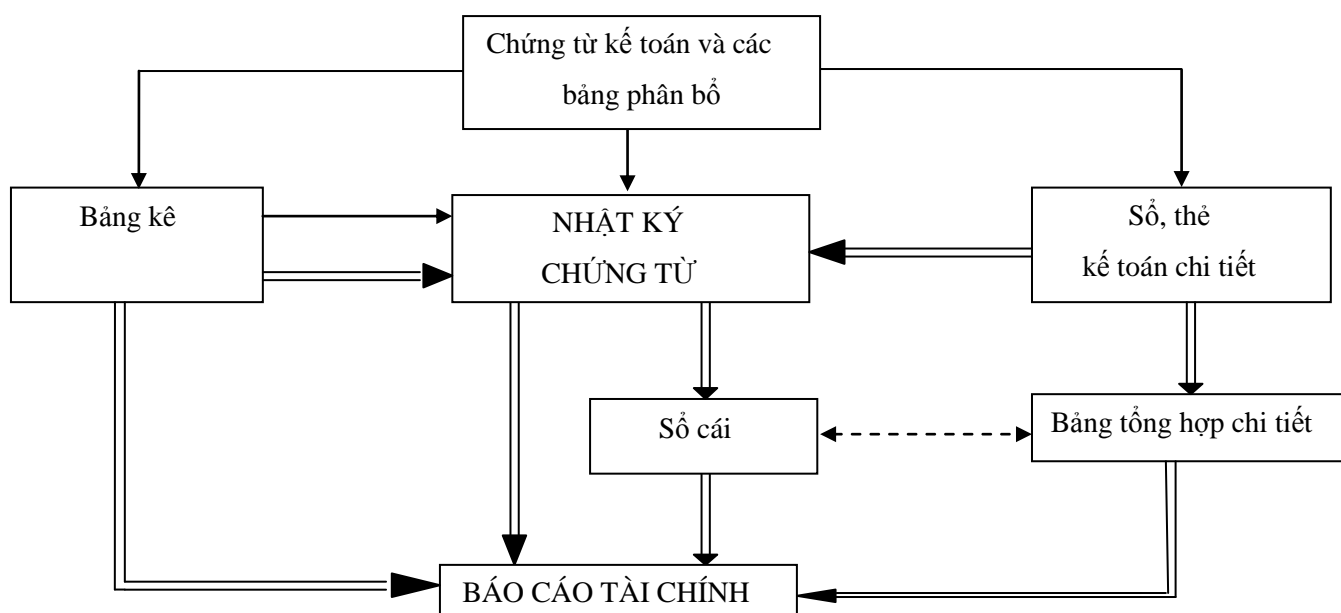 Chứng từ kế toán và các
bảng phân bổ
Bảng kê
NHẬT KÝ
CHỨNG TỪ
Sổ, thẻ
kế toán chi tiết
Sổ cái
Bảng tổng hợp chi tiết
BÁO CÁO TÀI CHÍNH